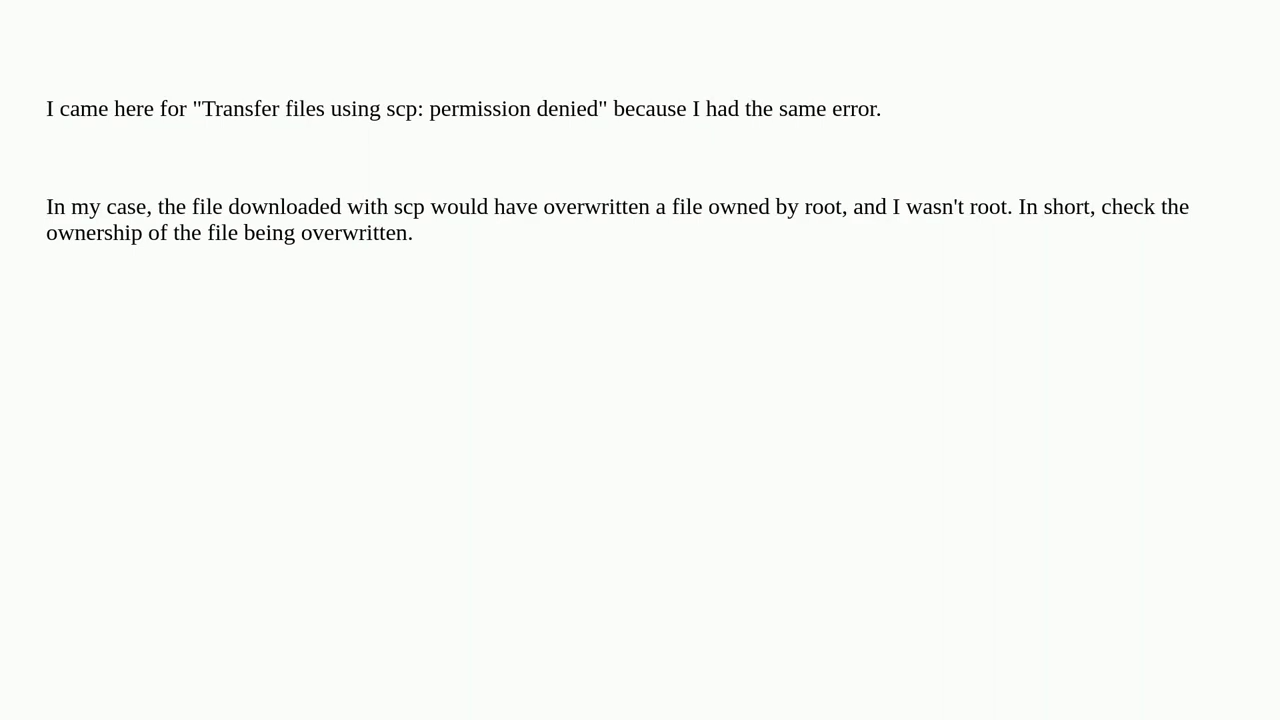 I came here for "Transfer files using scp: permission denied" because I had the same error.
In my case, the file downloaded with scp would have overwritten a file owned by root, and I wasn't root. In short, check the
ownership of the file being overwritten.